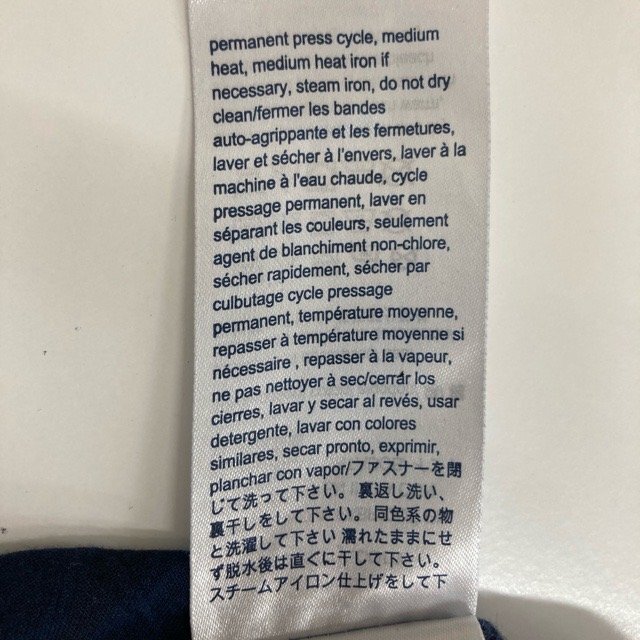 permanent press cycle, medium
heat, medium heat iron if
necessary, steam iron, do not dry
clean/fermer les bandes
auto-agrippante et les fermetures,
laver et sécher à l'envers, laver à la
machine à l'eau chaude, cycle
pressage permanent, laver en
séparant les couleurs, seulement
agent de blanchiment non-chlore,
sécher rapidement, sécher par
culbutage cycle pressage
permanent, température moyenne,
repasser à température moyenne si
nécessaire , repasser à la vapeur,
ne pas nettoyer à sec/cerrar los
cierres, lavar y secar al revés, usar
detergente, lavar con colores
similares, secar pronto, exprimir,
planchar con vapor/ファスナーを閉
じて洗って下さい。 裏返し洗い、
裏干しをして下さい。 同色系の物
と洗濯して下さい 濡れたままにせ
ず脱水後は直ぐに干して下さい。
スチームアイロン仕上げをして下